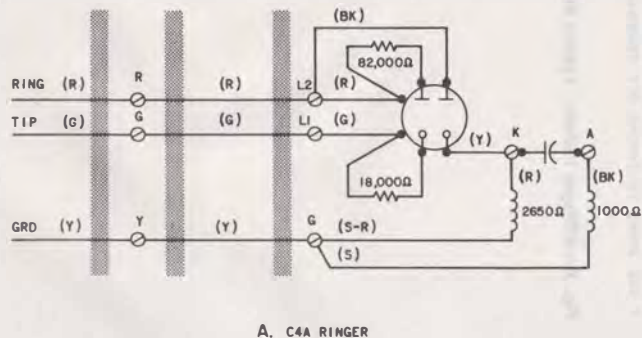 (BK)
82,000Ω
RING (R) R (R) L2 (R)
TIP (G) G (G) L1 (G)
(Y) K A
(R) (BK)
18,000Ω
2650Ω 1000Ω
GRD (Y) Y (Y) G (S-R)
(S)
A. C4A RINGER